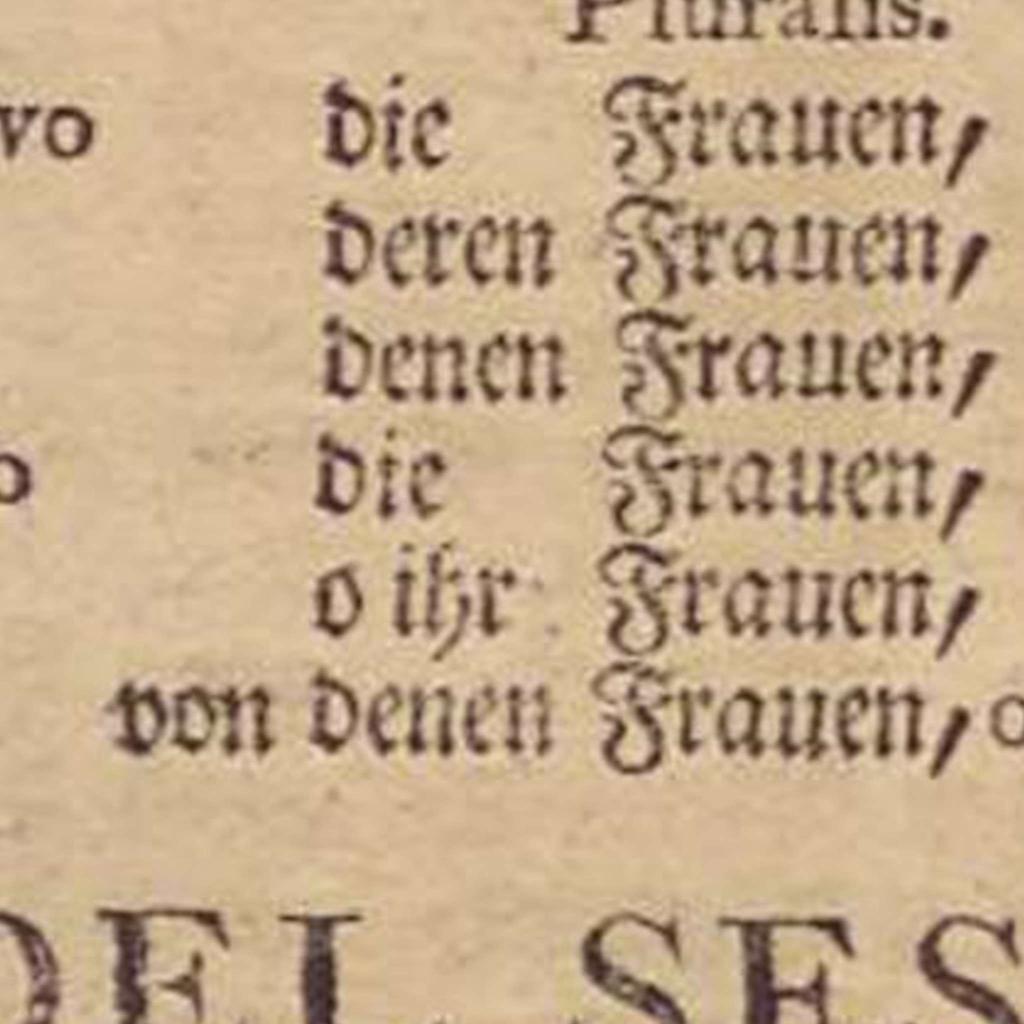 Pluralis.
vo die Frauen,
deren Frauen,
denen Frauen,
o die Frauen,
o ihr Frauen,
von denen Frauen, o
DEL SES